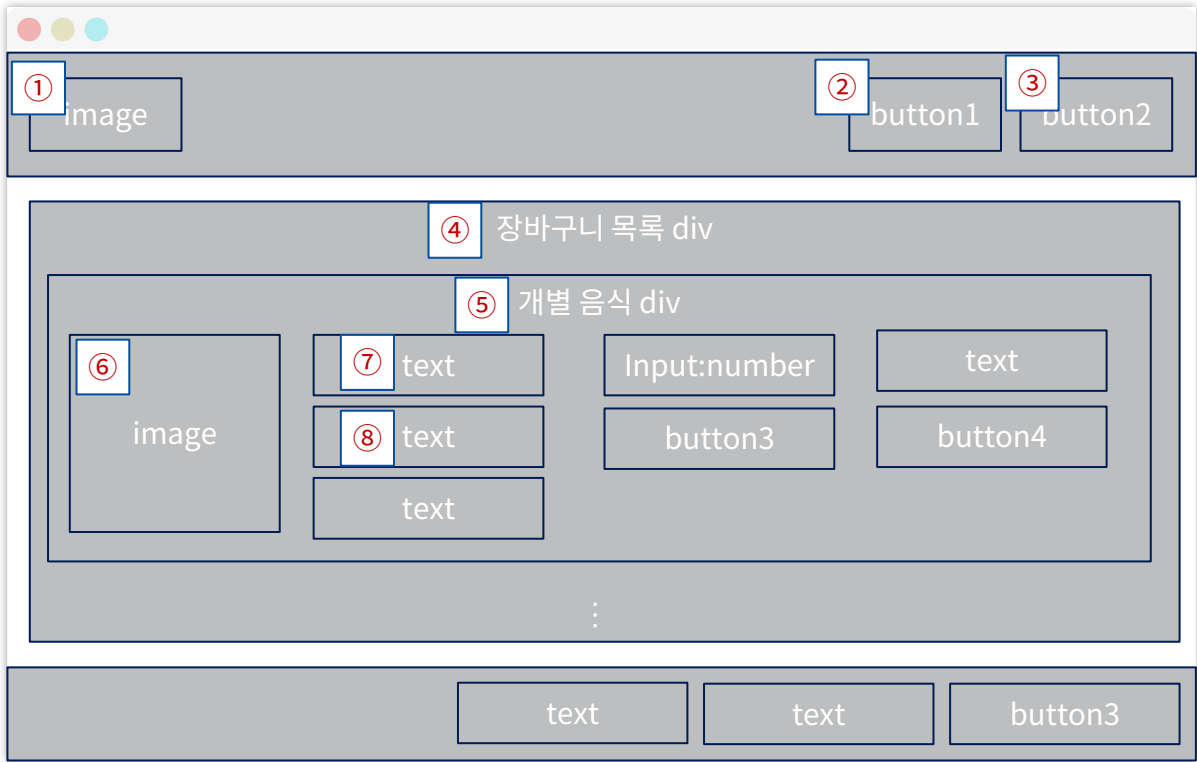 ① image
② button1
③ button2
④ 장바구니 목록 div
⑤ 개별 음식 div
⑥ image
⑦ text
⑧ text
text
Input:number
button3
text
button4
⋮
text
text
button3